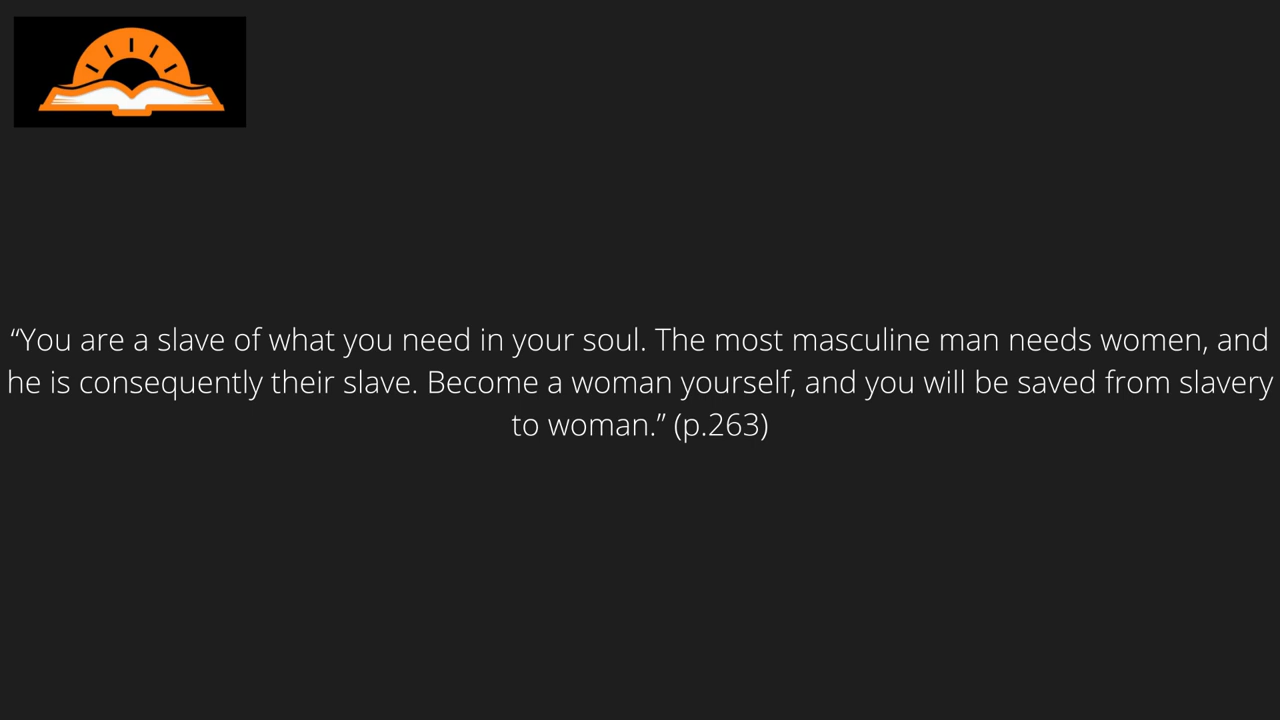 “You are a slave of what you need in your soul. The most masculine man needs women, and
he is consequently their slave. Become a woman yourself, and you will be saved from slavery
to woman.” (p.263)